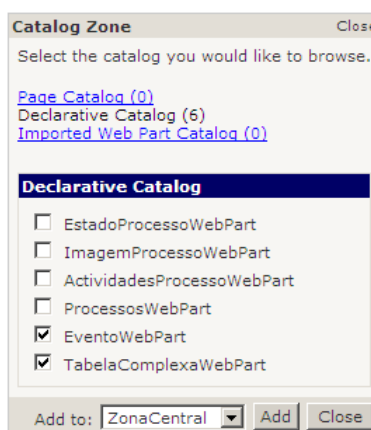 Catalog Zone Close
Select the catalog you would like to browse.
Page Catalog (0)
Declarative Catalog (6)
Imported Web Part Catalog (0)
Declarative Catalog
EstadoProcessoWebPart
ImagemProcessoWebPart
ActividadesProcessoWebPart
ProcessosWebPart
EventoWebPart
TabelaComplexaWebPart
Add to: ZonaCentral Add Close